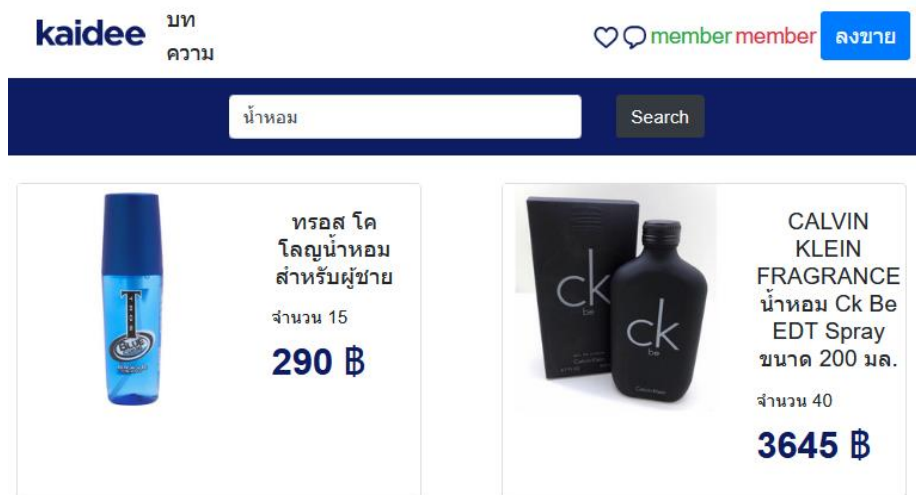 kaidee
บท
ความ
member member ลงขาย
น้ำหอม
Search
ทรอส โค
โลญน้ำหอม
สำหรับผู้ชาย
จำนวน 15
290 ฿
CALVIN
KLEIN
FRAGRANCE
น้ำหอม Ck Be
EDT Spray
ขนาด 200 มล.
จำนวน 40
3645 ฿
TROS
Blue
ck
be
ck
be